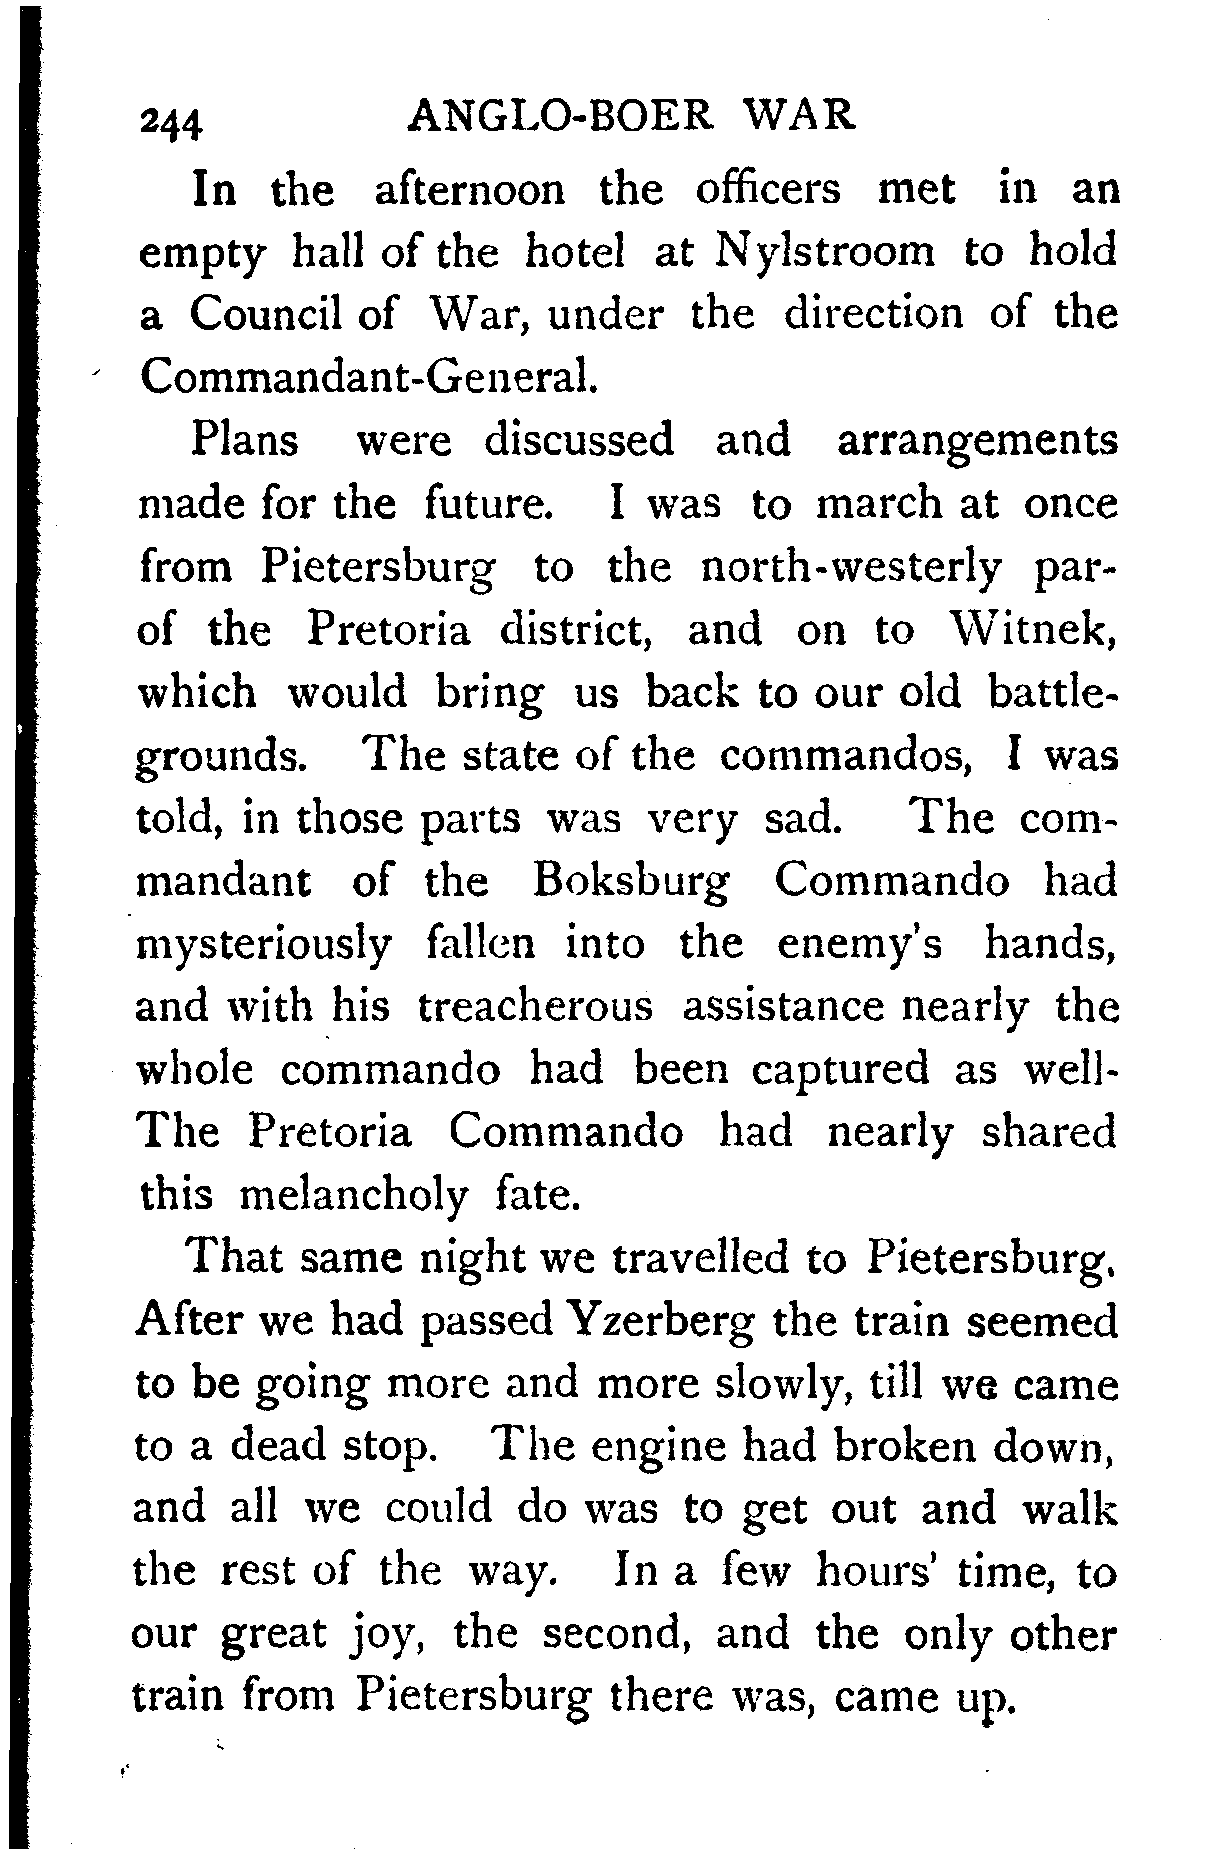 244 ANGLO-BOER WAR
In the afternoon the officers met in an
empty hall of the hotel at Nylstroom to hold
a Council of War, under the direction of the
Commandant-General.
Plans were discussed and arrangements
made for the future. I was to march at once
from Pietersburg to the north-westerly par-
of the Pretoria district, and on to Witnek,
which would bring us back to our old battle-
grounds. The state of the commandos, I was
told, in those parts was very sad. The com-
mandant of the Boksburg Commando had
mysteriously fallen into the enemy's hands,
and with his treacherous assistance nearly the
whole commando had been captured as well-
The Pretoria Commando had nearly shared
this melancholy fate.
That same night we travelled to Pietersburg.
After we had passed Yzerberg the train seemed
to be going more and more slowly, till we came
to a dead stop. The engine had broken down,
and all we could do was to get out and walk
the rest of the way. In a few hours' time, to
our great joy, the second, and the only other
train from Pietersburg there was, came up.